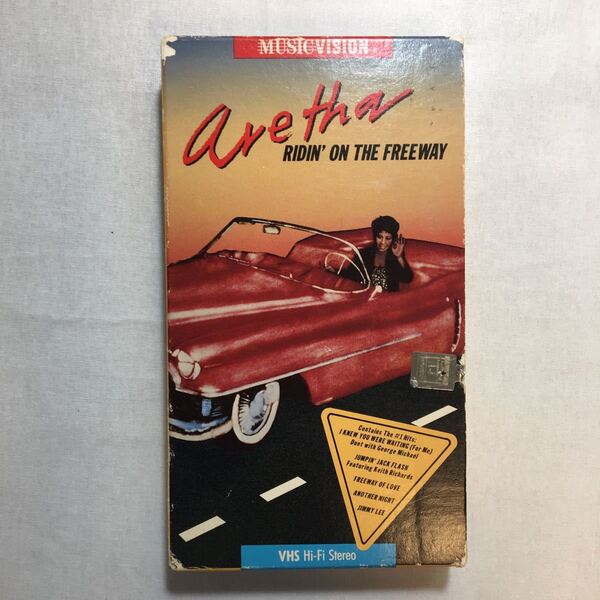 MUSICVISION
aretha
RIDIN' ON THE FREEWAY
Contains The #1 Hits:
I KNEW YOU WERE WAITING (For Me)
Duet with George Michael
JUMPIN' JACK FLASH
Featuring Keith Richards
FREEWAY OF LOVE
ANOTHER NIGHT
JIMMY LEE
VHS Hi-Fi Stereo